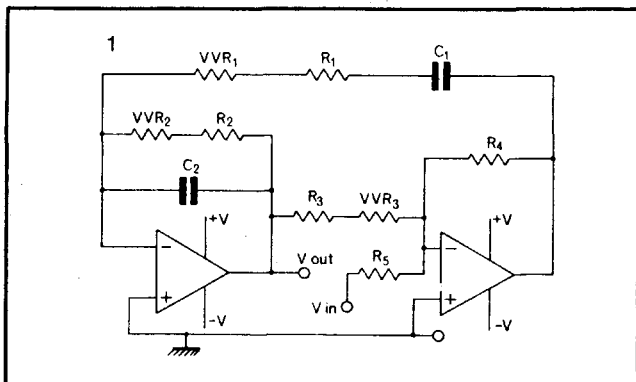 1
VVR1
R1
C1
VVR2
R2
C2
R4
R3
VVR3
+V
+V
−
−
V out
R5
+
V in
+
−V
−V